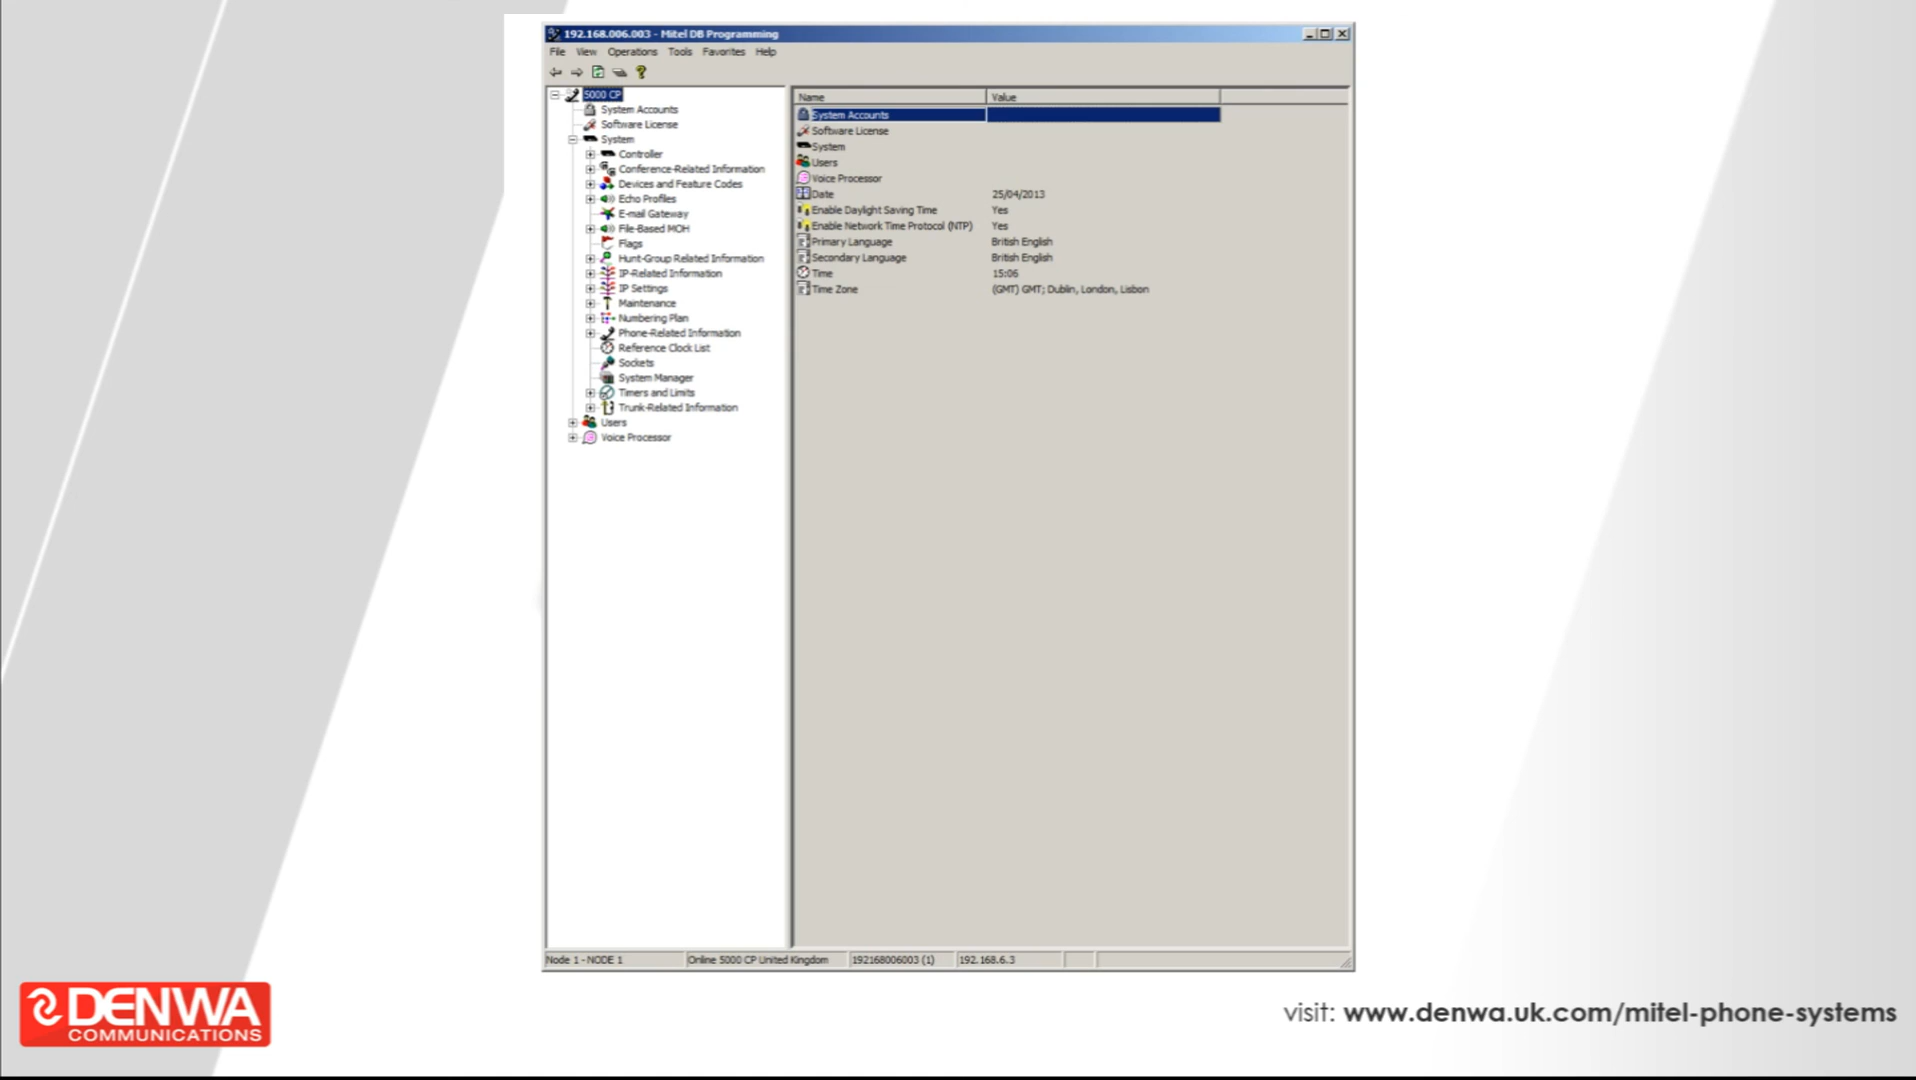 192.168.006.003 - Mitel DB Programming
File View Operations Tools Favorites Help
5000 CP
System Accounts
Software License
System
Controller
Conference-Related Information
Devices and Feature Codes
Echo Profiles
E-mail Gateway
File-Based MOH
Flags
Hunt-Group Related Information
IP-Related Information
IP Settings
Maintenance
Numbering Plan
Phone-Related Information
Reference Clock List
Sockets
System Manager
Timers and Limits
Trunk-Related Information
Users
Voice Processor
Name Value
System Accounts
Software License
System
Users
Voice Processor
Date 25/04/2013
Enable Daylight Saving Time Yes
Enable Network Time Protocol (NTP) Yes
Primary Language British English
Secondary Language British English
Time 15:06
Time Zone (GMT) GMT; Dublin, London, Lisbon
Node 1 - NODE 1 Online 5000 CP United Kingdom 192168006003 (1) 192.168.6.3
DENWA
COMMUNICATIONS
visit: www.denwa.uk.com/mitel-phone-systems